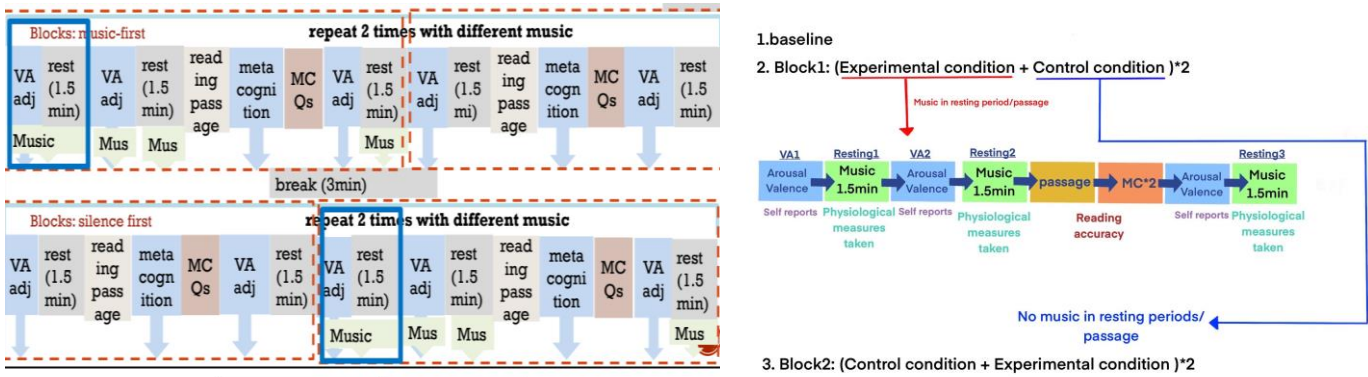 Blocks: music-first
repeat 2 times with different music
VA
adj
rest
(1.5
min)
VA
adj
rest
(1.5
min)
read
ing
pass
age
meta
cogni
tion
MC
Qs
VA
adj
rest
(1.5
min)
VA
adj
rest
(1.5
mi)
read
ing
pass
age
meta
cogni
tion
MC
Qs
VA
adj
rest
(1.5
min)
Music
Mus
Mus
Mus
break (3min)
Blocks: silence first
repeat 2 times with different music
VA
adj
rest
(1.5
min)
read
ing
pass
age
meta
cogn
ition
MC
Qs
VA
adj
rest
(1.5
min)
VA
adj
rest
(1.5
min)
VA
adj
rest
(1.5
min)
read
ing
pass
age
meta
cogni
tion
MC
Qs
VA
adj
rest
(1.5
min)
Music
Mus
Mus
Mus
1.baseline
2. Block1: (Experimental condition + Control condition )*2
Music in resting period/passage
VA1
Arousal
Valence
Self reports
Resting1
Music
1.5min
Physiological
measures
taken
VA2
Arousal
Valence
Self reports
Resting2
Music
1.5min
Physiological
measures
taken
passage
MC*2
Reading
accuracy
Arousal
Valence
Self reports
Resting3
Music
1.5min
Physiological
measures
taken
No music in resting periods/
passage
3. Block2: (Control condition + Experimental condition )*2